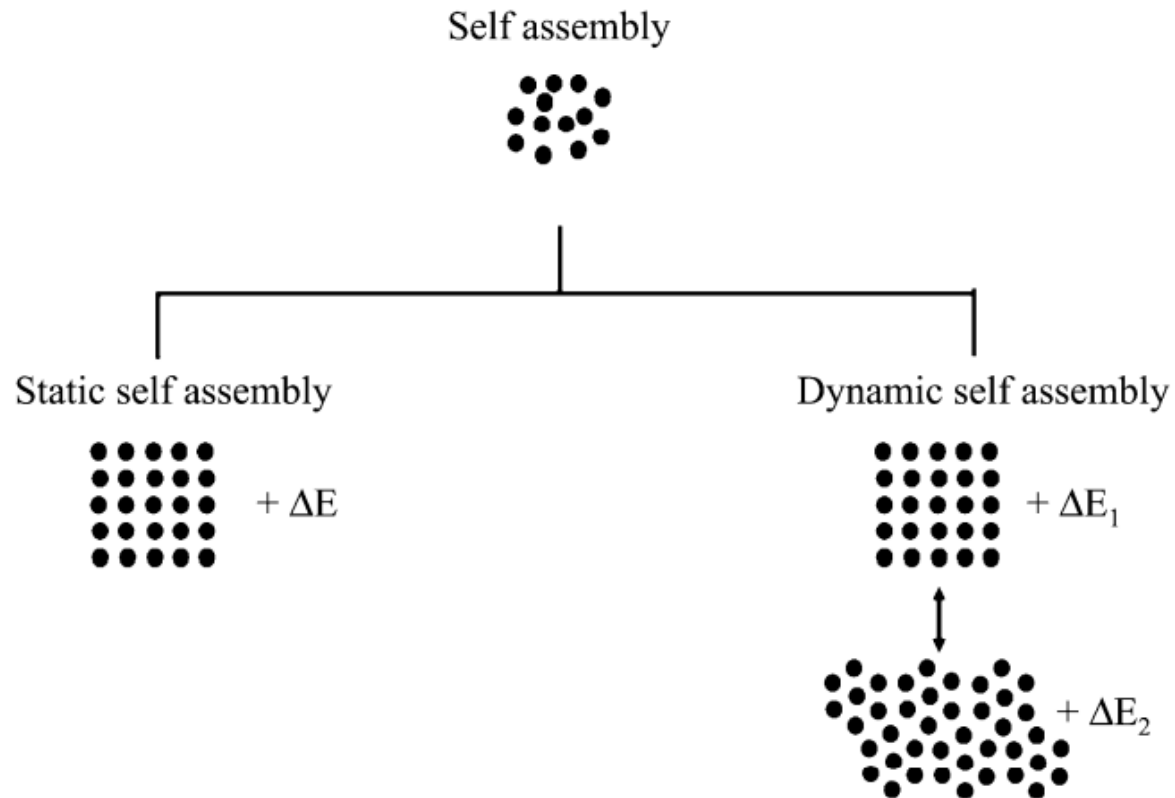 Self assembly
Static self assembly
Dynamic self assembly
+ ΔE
+ ΔE₁
+ ΔE₂